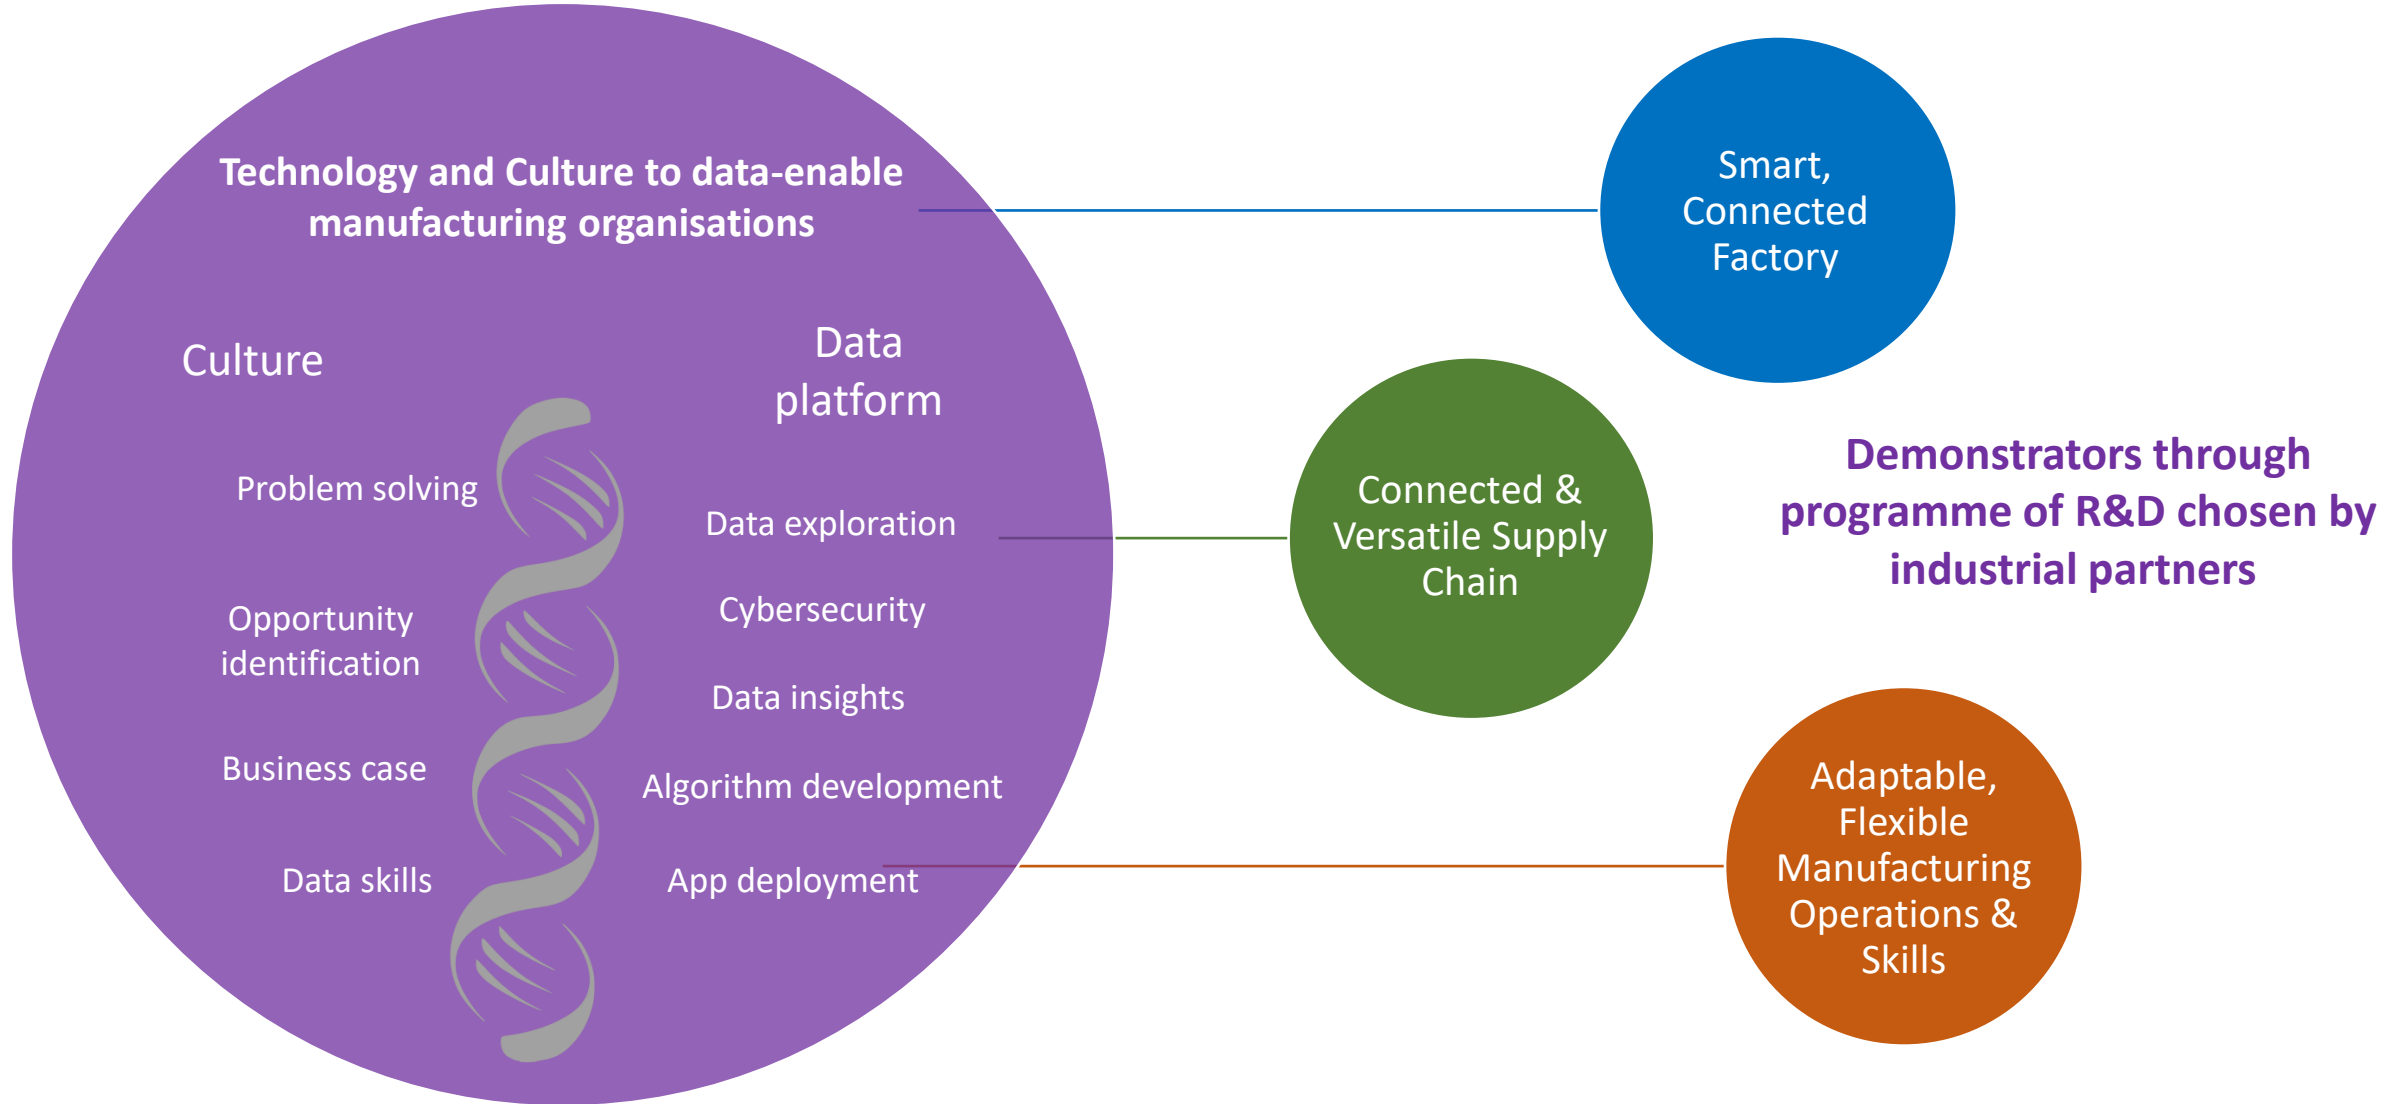 Technology and Culture to data-enable
manufacturing organisations
Culture
Problem solving
Opportunity
identification
Business case
Data skills
Data
platform
Data exploration
Cybersecurity
Data insights
Algorithm development
App deployment
Smart,
Connected
Factory
Connected &
Versatile Supply
Chain
Demonstrators through
programme of R&D chosen by
industrial partners
Adaptable,
Flexible
Manufacturing
Operations &
Skills